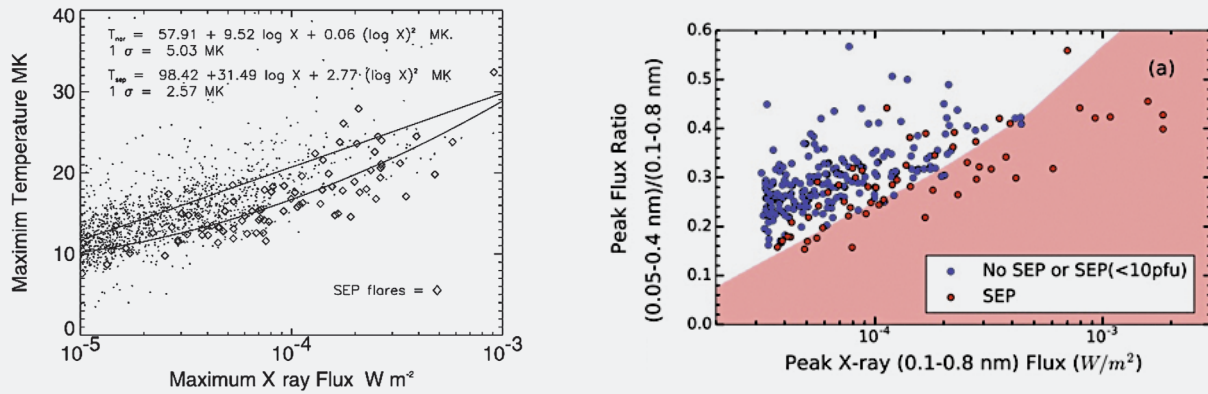 40
30
20
10
0
Maximim Temperature MK
T_nor = 57.91 + 9.52 log X + 0.06 (log X)² MK.
1 σ = 5.03 MK
T_sep = 98.42 +31.49 log X + 2.77 (log X)² MK
1 σ = 2.57 MK
SEP flares = ◇
10⁻⁵
10⁻⁴
10⁻³
Maximum X ray Flux W m⁻²
0.6
0.5
0.4
0.3
0.2
0.1
0.0
Peak Flux Ratio
(0.05-0.4 nm)/(0.1-0.8 nm)
(a)
No SEP or SEP(<10pfu)
SEP
10⁻⁴
10⁻³
Peak X-ray (0.1-0.8 nm) Flux (W/m²)